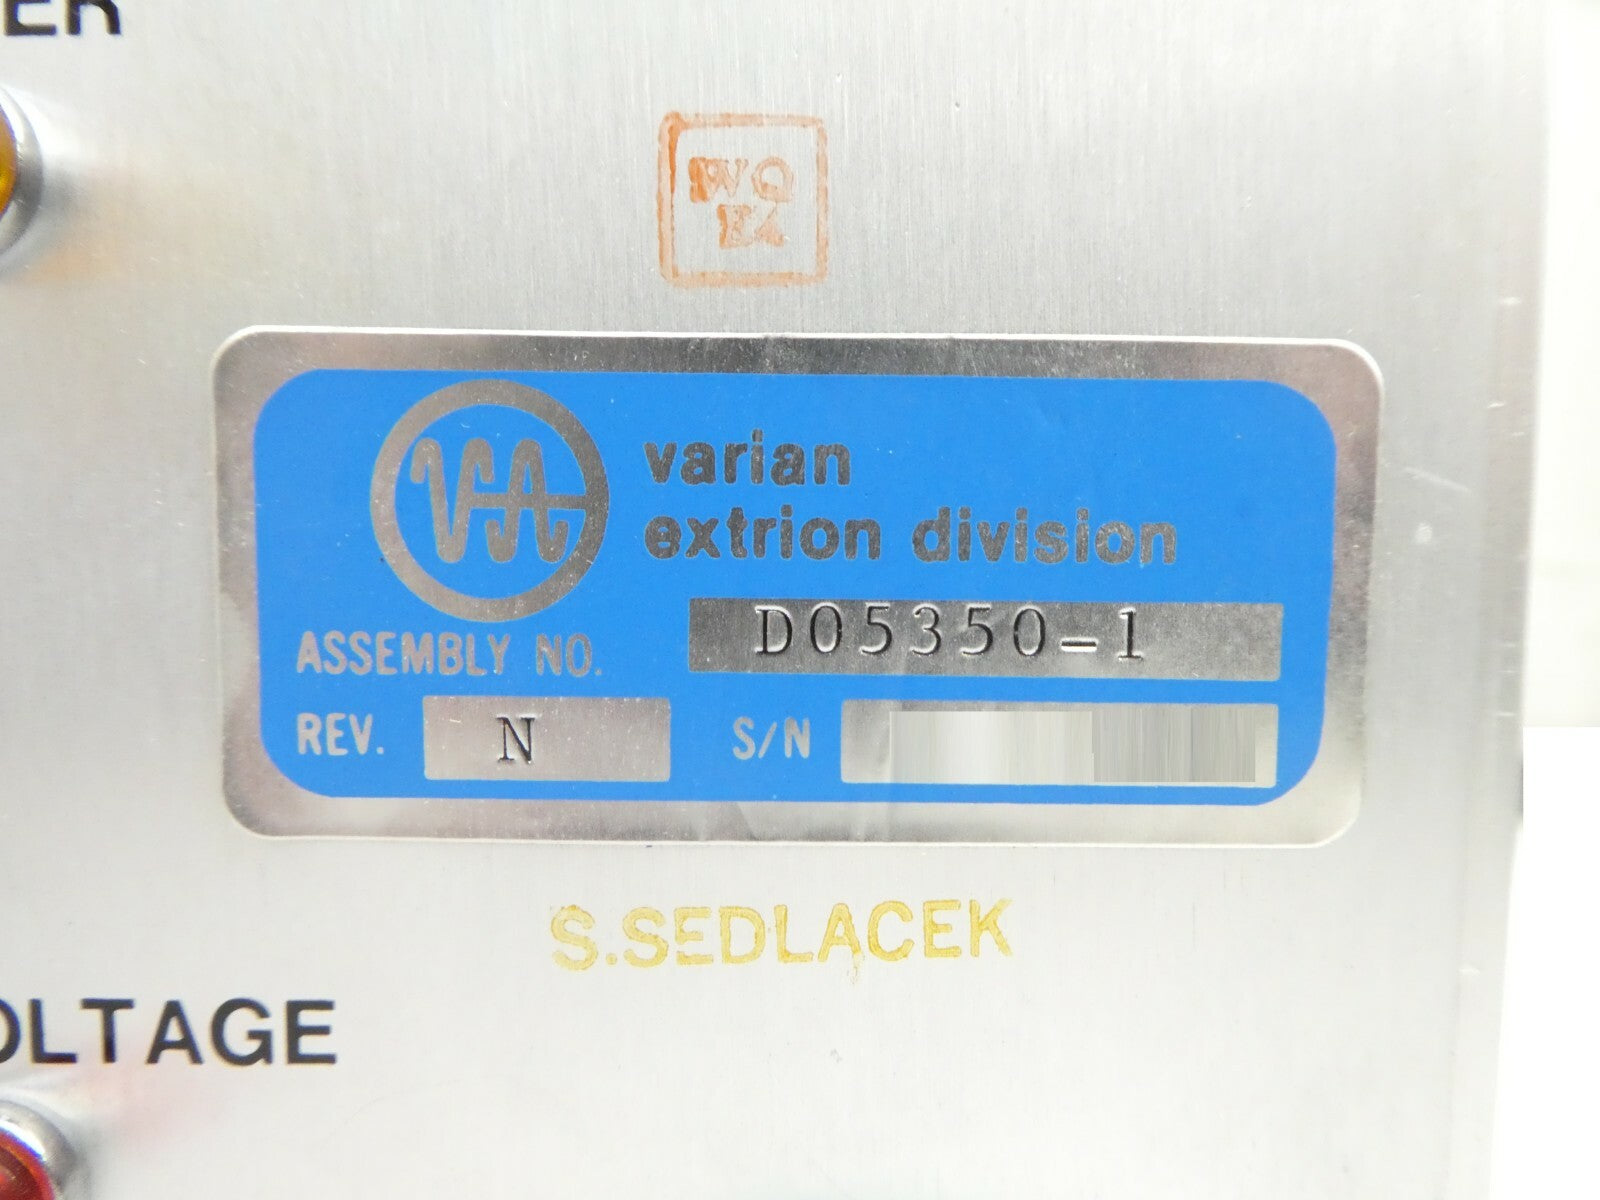 ER
WQ
E4
varian
extrion division
ASSEMBLY NO. D05350-1
REV. N S/N
S.SEDLACEK
OLTAGE